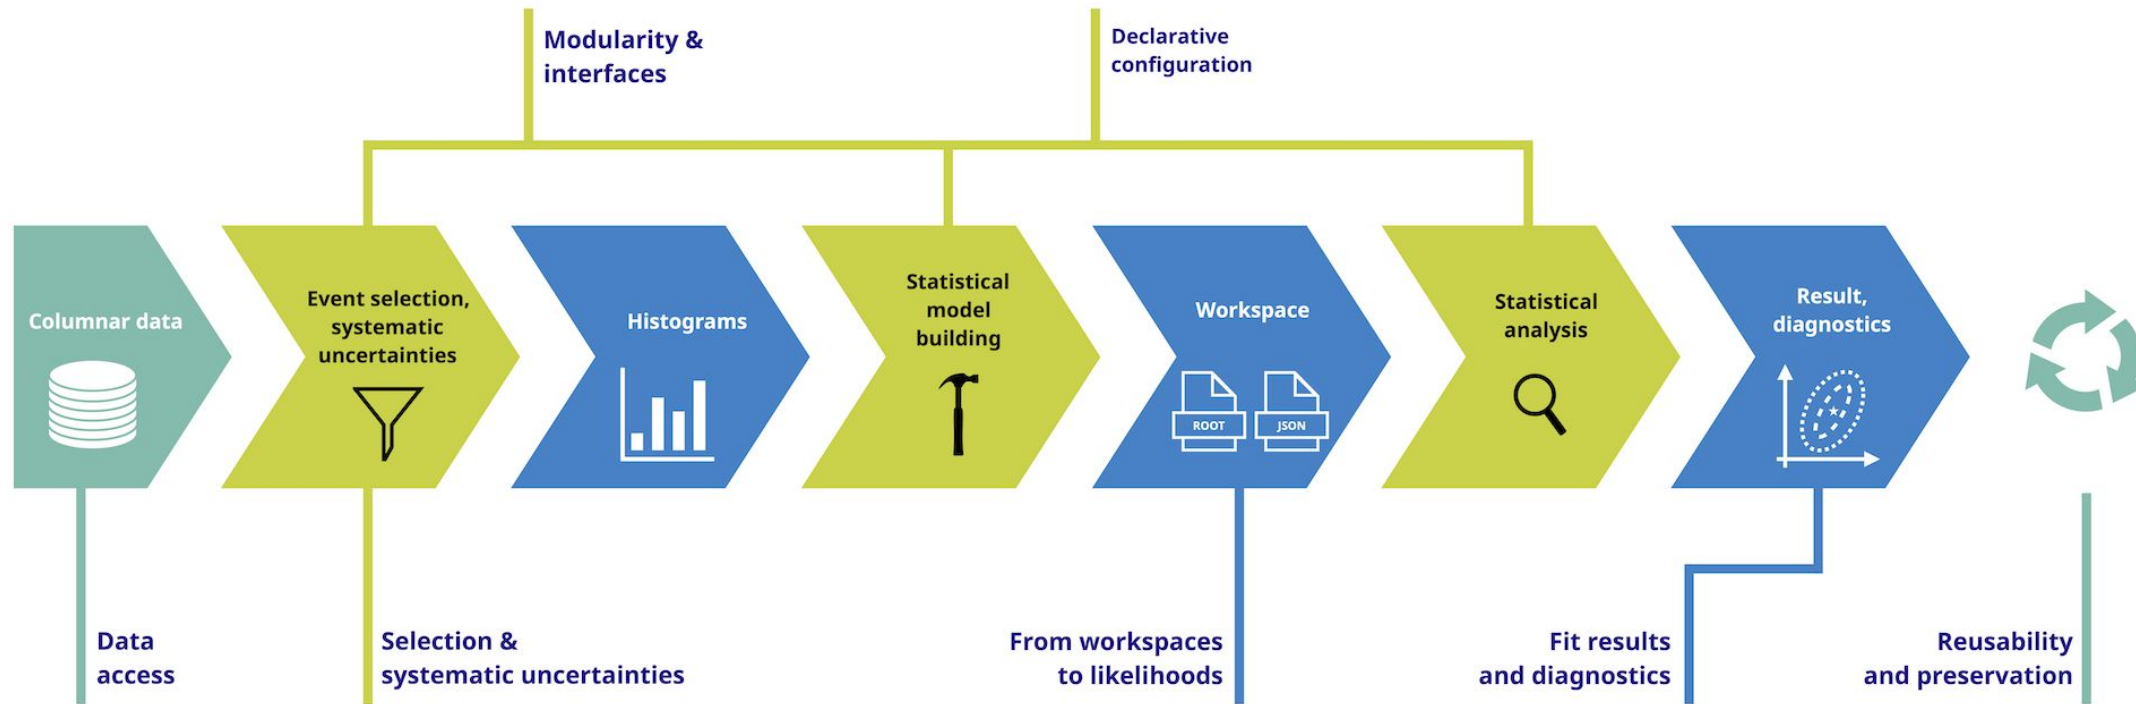 Modularity &
interfaces
Declarative
configuration
Columnar data
Event selection,
systematic
uncertainties
Histograms
Statistical
model
building
Workspace
ROOT
JSON
Statistical
analysis
Result,
diagnostics
Data
access
Selection &
systematic uncertainties
From workspaces
to likelihoods
Fit results
and diagnostics
Reusability
and preservation